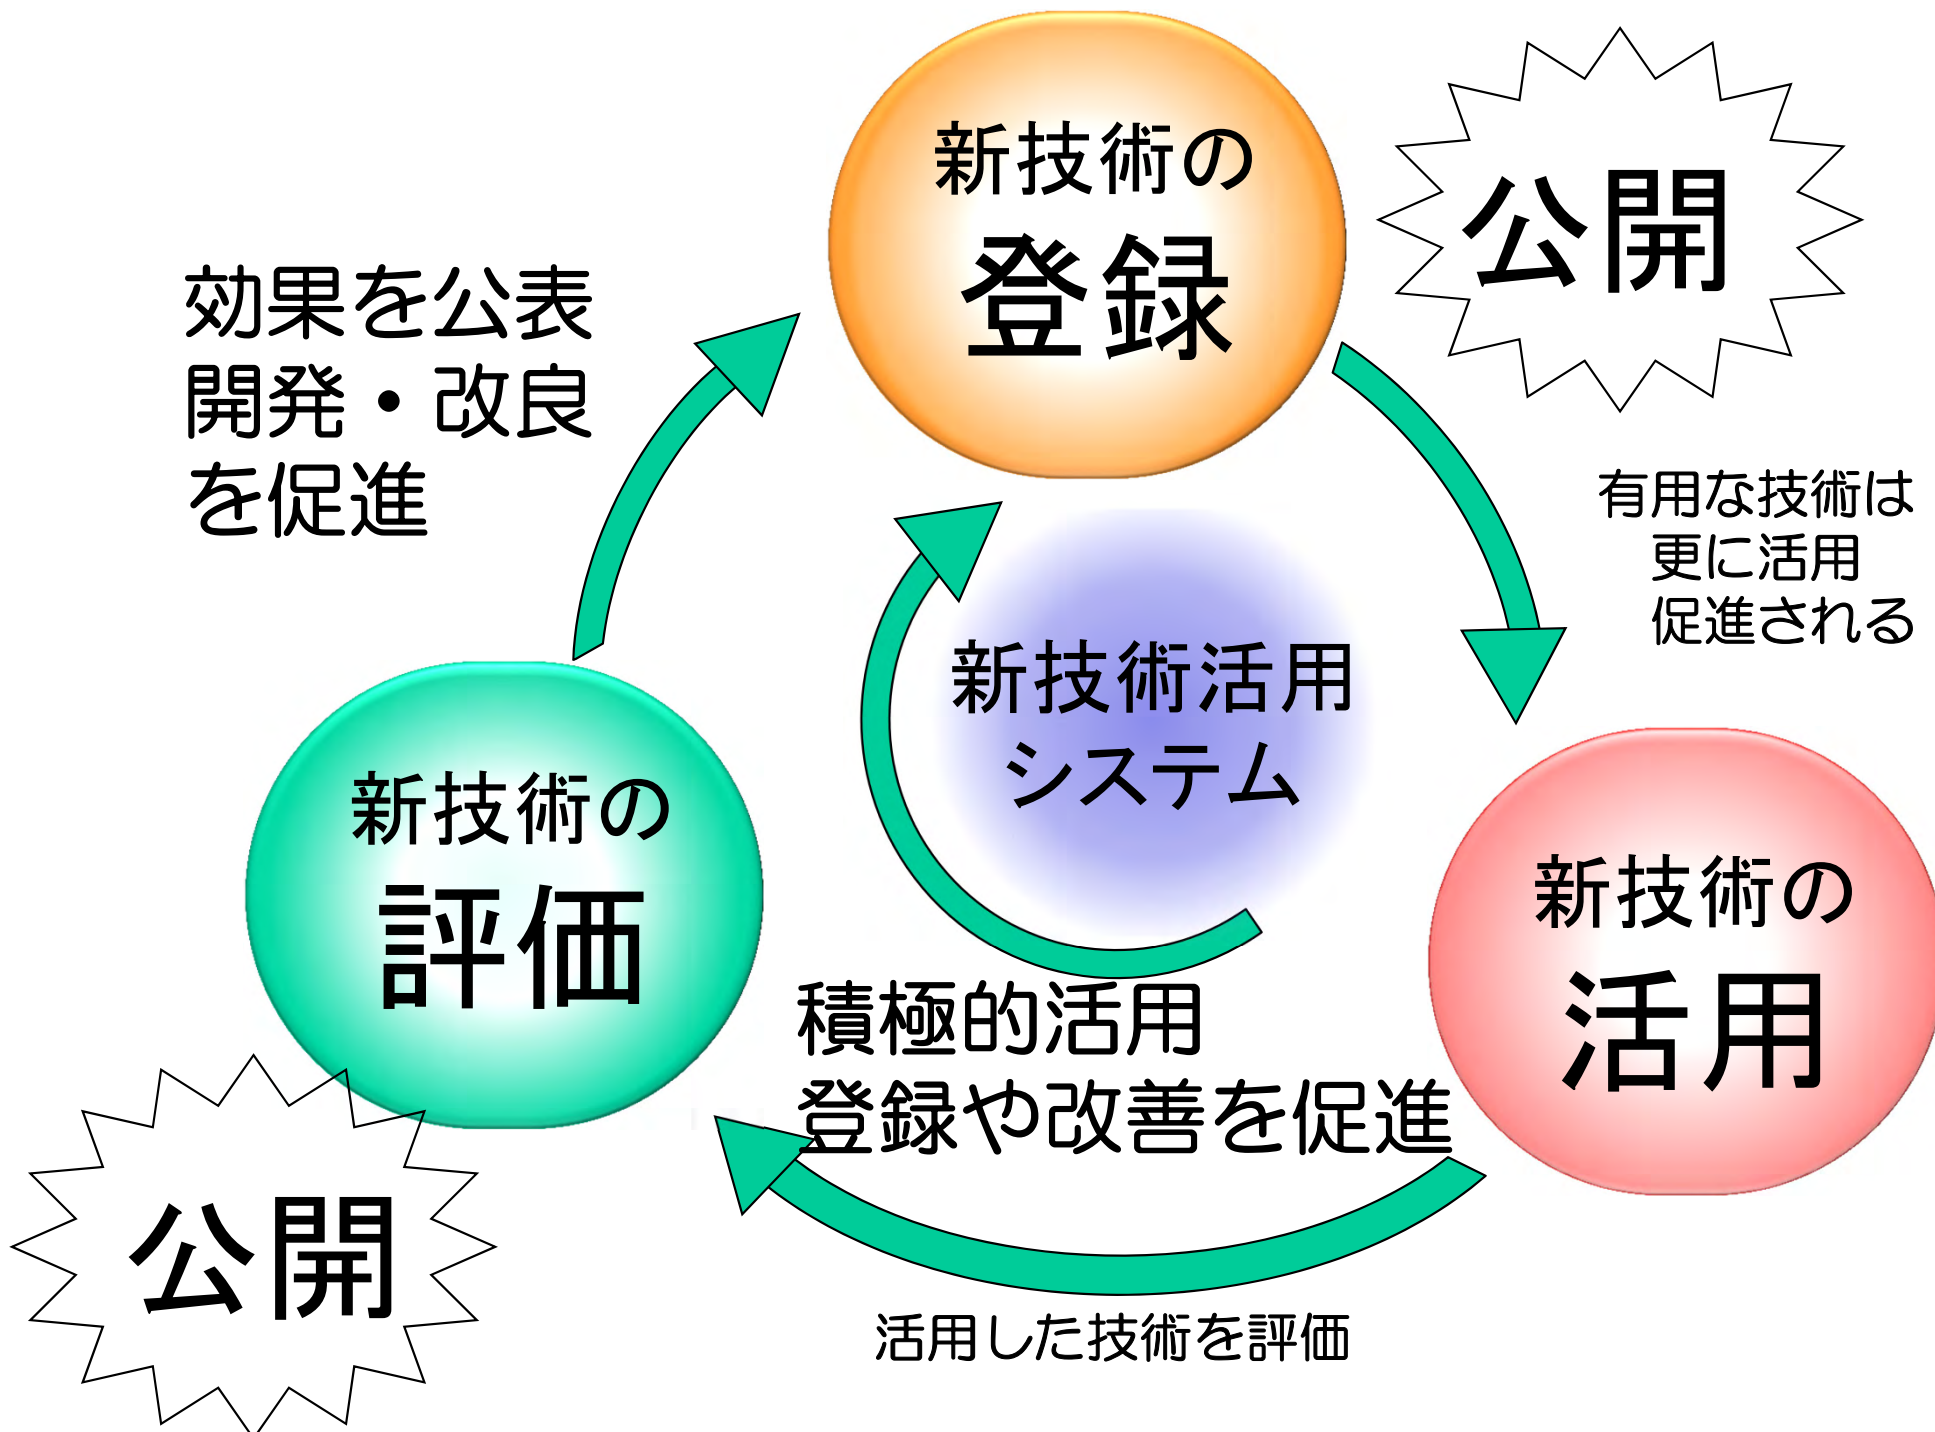 新技術の
登録
公開
効果を公表
開発・改良
を促進
有用な技術は
更に活用
促進される
新技術活用
システム
新技術の
評価
新技術の
活用
積極的活用
登録や改善を促進
公開
活用した技術を評価